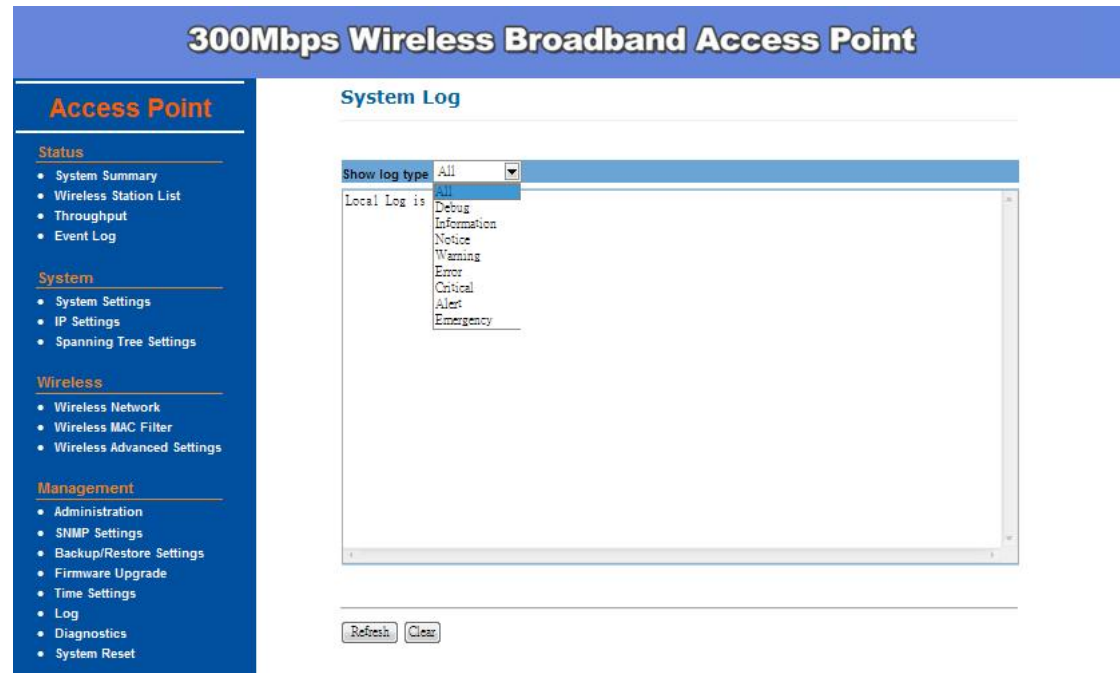 300Mbps Wireless Broadband Access Point
Access Point
Status
System Summary
Wireless Station List
Throughput
Event Log
System
System Settings
IP Settings
Spanning Tree Settings
Wireless
Wireless Network
Wireless MAC Filter
Wireless Advanced Settings
Management
Administration
SNMP Settings
Backup/Restore Settings
Firmware Upgrade
Time Settings
Log
Diagnostics
System Reset
System Log
Show log type All
Local Log is
All
Debug
Information
Notice
Warning
Error
Critical
Alert
Emergency
Refresh Clear